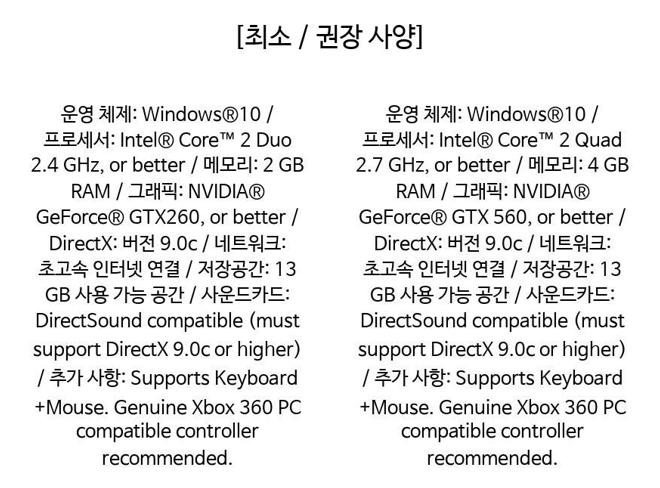 [최소 / 권장 사양]
운영 체제: Windows®10 /
프로세서: Intel® Core™ 2 Duo
2.4 GHz, or better / 메모리: 2 GB
RAM / 그래픽: NVIDIA®
GeForce® GTX260, or better /
DirectX: 버전 9.0c / 네트워크:
초고속 인터넷 연결 / 저장공간: 13
GB 사용 가능 공간 / 사운드카드:
DirectSound compatible (must
support DirectX 9.0c or higher)
/ 추가 사항: Supports Keyboard
+Mouse. Genuine Xbox 360 PC
compatible controller
recommended.
운영 체제: Windows®10 /
프로세서: Intel® Core™ 2 Quad
2.7 GHz, or better / 메모리: 4 GB
RAM / 그래픽: NVIDIA®
GeForce® GTX 560, or better /
DirectX: 버전 9.0c / 네트워크:
초고속 인터넷 연결 / 저장공간: 13
GB 사용 가능 공간 / 사운드카드:
DirectSound compatible (must
support DirectX 9.0c or higher)
/ 추가 사항: Supports Keyboard
+Mouse. Genuine Xbox 360 PC
compatible controller
recommended.